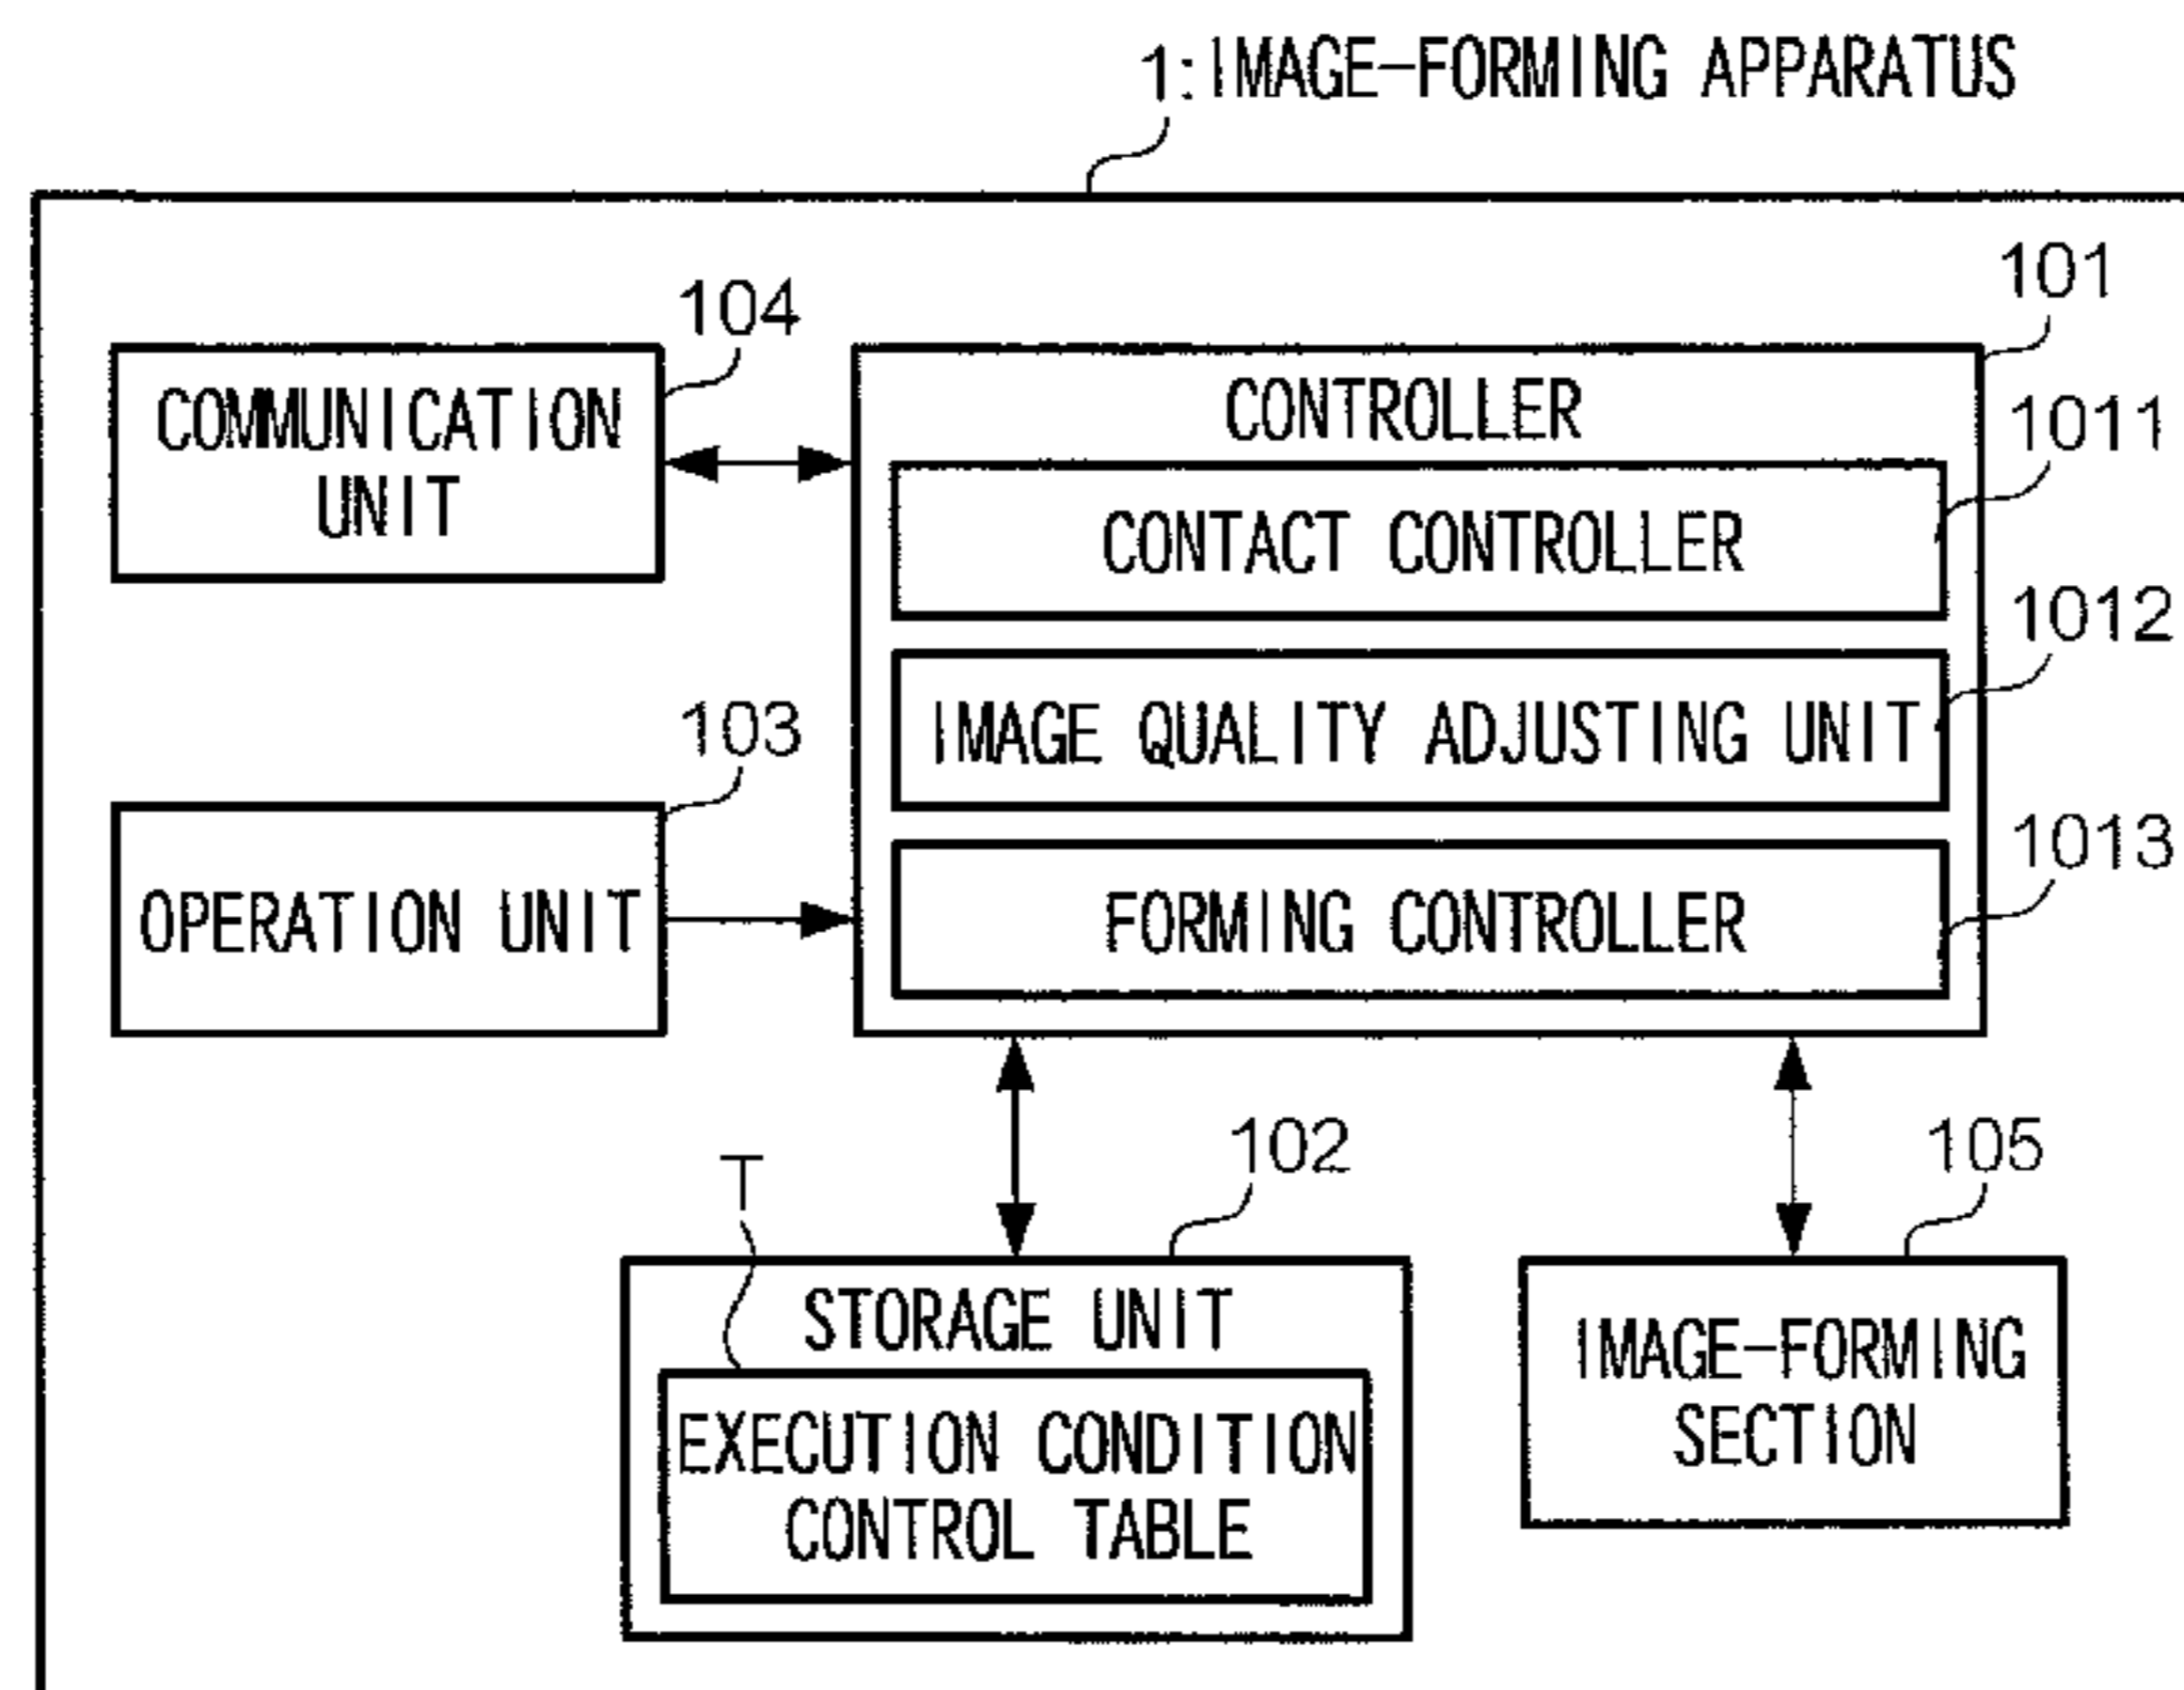 1: IMAGE-FORMING APPARATUS
101
104
CONTROLLER
COMMUNICATION
UNIT
1011
CONTACT CONTROLLER
1012
IMAGE QUALITY ADJUSTING UNIT
103
OPERATION UNIT
1013
FORMING CONTROLLER
T
102
105
STORAGE UNIT
EXECUTION CONDITION
CONTROL TABLE
IMAGE-FORMING
SECTION